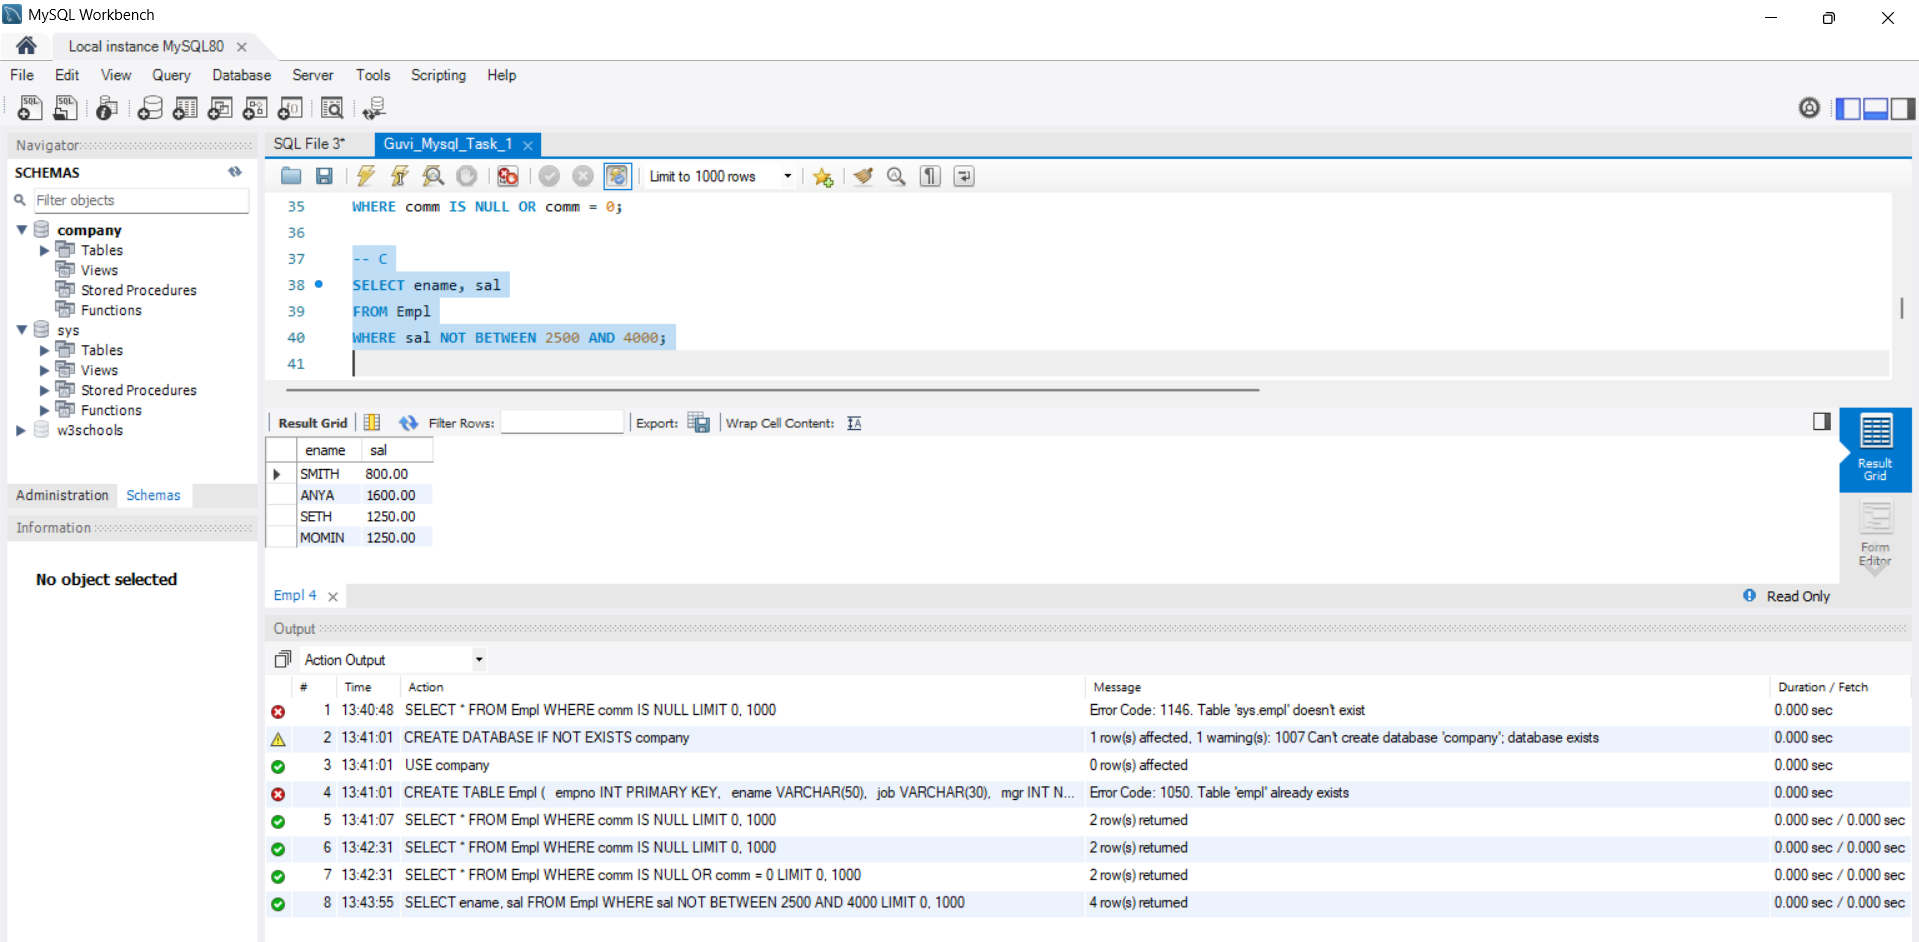 MySQL Workbench
Local instance MySQL80
File Edit View Query Database Server Tools Scripting Help
Navigator
SCHEMAS
Filter objects
company
Tables
Views
Stored Procedures
Functions
sys
Tables
Views
Stored Procedures
Functions
w3schools
Administration Schemas
Information
No object selected
SQL File 3* Guvi_Mysql_Task_1
Limit to 1000 rows
35 WHERE comm IS NULL OR comm = 0;
36
37 -- C
38 SELECT ename, sal
39 FROM Empl
40 WHERE sal NOT BETWEEN 2500 AND 4000;
41
Result Grid Filter Rows: Export: Wrap Cell Content:
ename sal
SMITH 800.00
ANYA 1600.00
SETH 1250.00
MOMIN 1250.00
Result
Grid
Form
Editor
Empl 4 Read Only
Output
Action Output
# Time Action Message Duration / Fetch
1 13:40:48 SELECT * FROM Empl WHERE comm IS NULL LIMIT 0, 1000 Error Code: 1146. Table 'sys.empl' doesn't exist 0.000 sec
2 13:41:01 CREATE DATABASE IF NOT EXISTS company 1 row(s) affected, 1 warning(s): 1007 Can't create database 'company'; database exists 0.000 sec
3 13:41:01 USE company 0 row(s) affected 0.000 sec
4 13:41:01 CREATE TABLE Empl ( empno INT PRIMARY KEY, ename VARCHAR(50), job VARCHAR(30), mgr INT N... Error Code: 1050. Table 'empl' already exists 0.000 sec
5 13:41:07 SELECT * FROM Empl WHERE comm IS NULL LIMIT 0, 1000 2 row(s) returned 0.000 sec / 0.000 sec
6 13:42:31 SELECT * FROM Empl WHERE comm IS NULL LIMIT 0, 1000 2 row(s) returned 0.000 sec / 0.000 sec
7 13:42:31 SELECT * FROM Empl WHERE comm IS NULL OR comm = 0 LIMIT 0, 1000 2 row(s) returned 0.000 sec / 0.000 sec
8 13:43:55 SELECT ename, sal FROM Empl WHERE sal NOT BETWEEN 2500 AND 4000 LIMIT 0, 1000 4 row(s) returned 0.000 sec / 0.000 sec